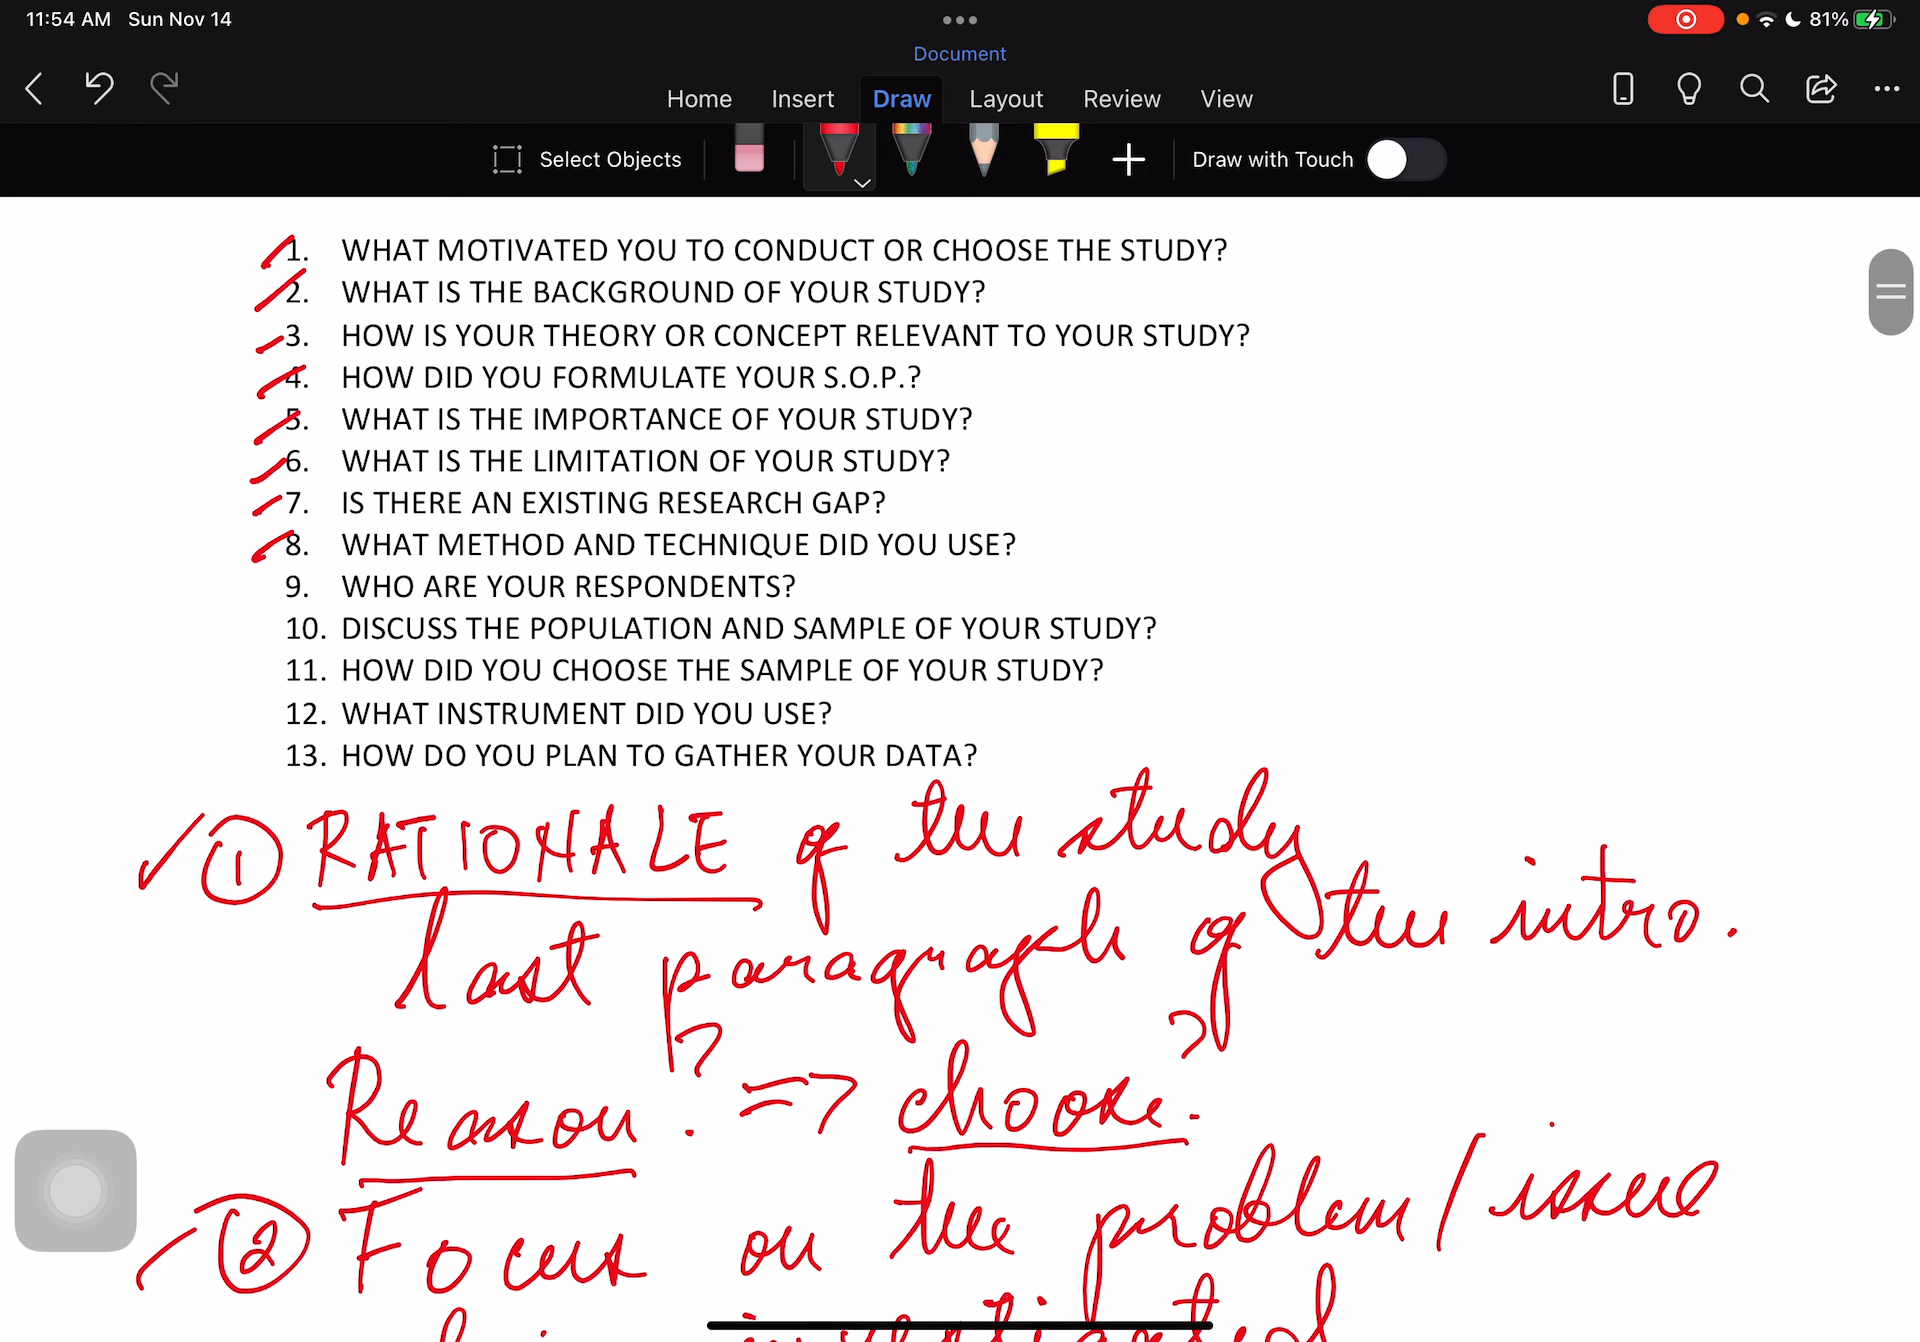 11:54 AM Sun Nov 14
81%
Document
Home Insert Draw Layout Review View
Select Objects
Draw with Touch
1. WHAT MOTIVATED YOU TO CONDUCT OR CHOOSE THE STUDY?
2. WHAT IS THE BACKGROUND OF YOUR STUDY?
3. HOW IS YOUR THEORY OR CONCEPT RELEVANT TO YOUR STUDY?
4. HOW DID YOU FORMULATE YOUR S.O.P.?
5. WHAT IS THE IMPORTANCE OF YOUR STUDY?
6. WHAT IS THE LIMITATION OF YOUR STUDY?
7. IS THERE AN EXISTING RESEARCH GAP?
8. WHAT METHOD AND TECHNIQUE DID YOU USE?
9. WHO ARE YOUR RESPONDENTS?
10. DISCUSS THE POPULATION AND SAMPLE OF YOUR STUDY?
11. HOW DID YOU CHOOSE THE SAMPLE OF YOUR STUDY?
12. WHAT INSTRUMENT DID YOU USE?
13. HOW DO YOU PLAN TO GATHER YOUR DATA?
1 RATIONALE of the study
last paragraph of the intro.
Reason? => choose?
2 Focus on the problem / issue
investigated